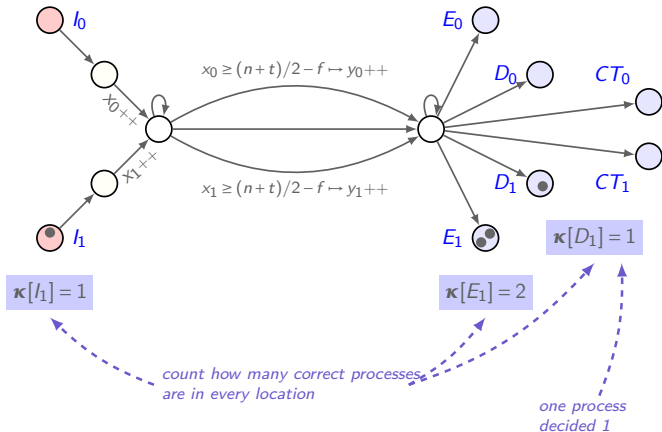 I₀
E₀
x₀ ≥ (n+t)/2−f ↦ y₀++
D₀
CT₀
x₀++
x₁++
x₁ ≥ (n+t)/2−f ↦ y₁++
D₁
CT₁
I₁
E₁
κ[D₁] = 1
κ[I₁] = 1
κ[E₁] = 2
count how many correct processes
are in every location
one process
decided 1